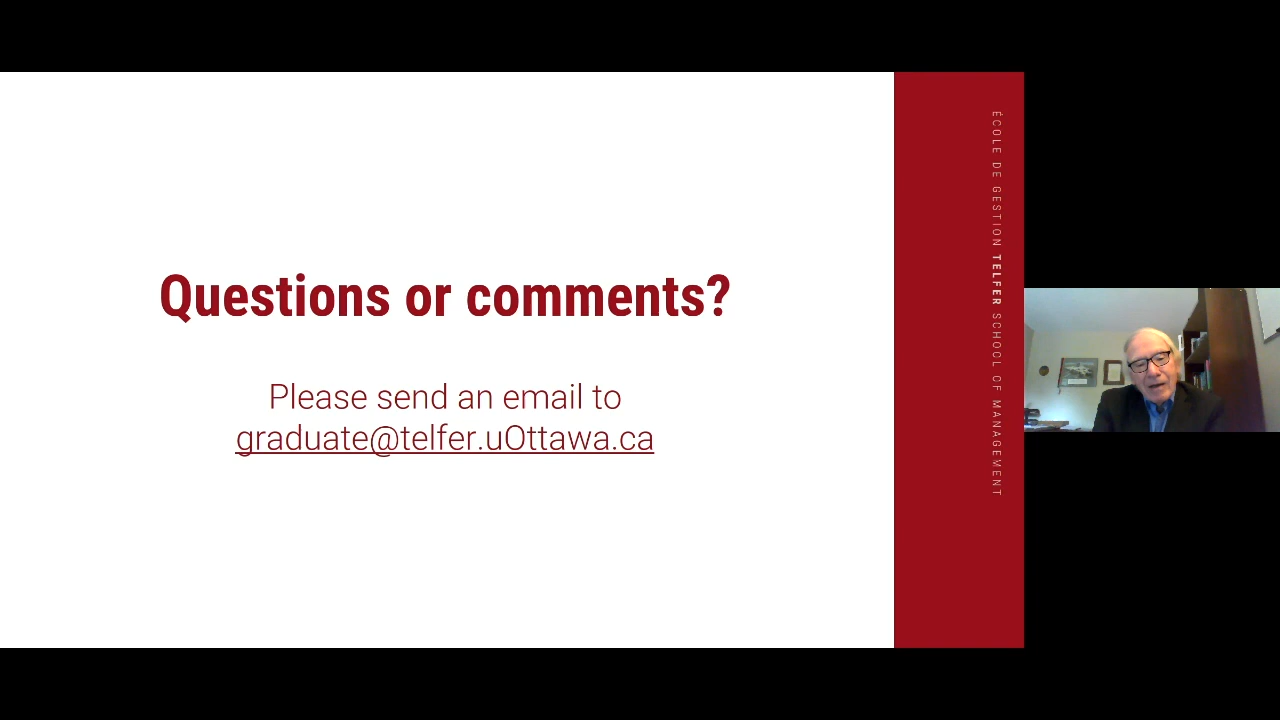 Questions or comments?
Please send an email to
graduate@telfer.uOttawa.ca
ÉCOLE DE GESTION TELFER SCHOOL OF MANAGEMENT